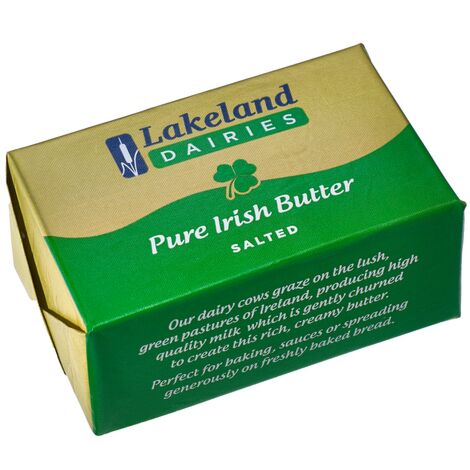 Lakeland
DAIRIES
Pure Irish Butter
SALTED
Our dairy cows graze on the lush,
green pastures of Ireland, producing high
quality milk which is gently churned
to create this rich, creamy butter.
Perfect for baking, sauces or spreading
generously on freshly baked bread.